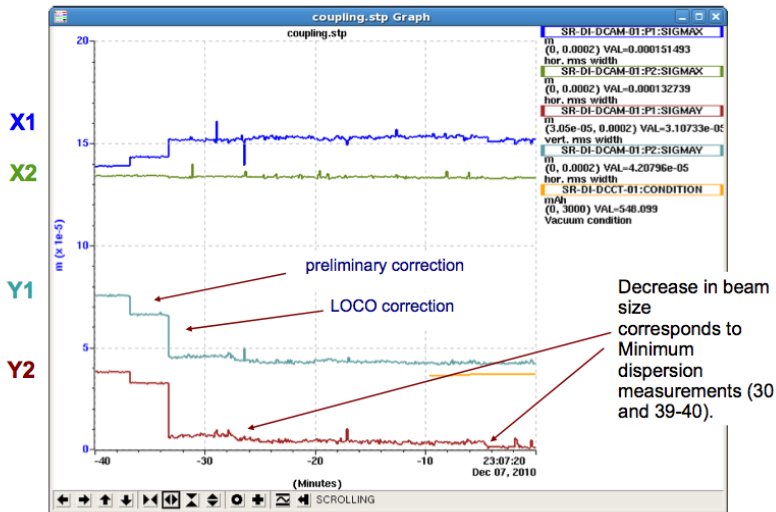 coupling.stp Graph
coupling.stp
SR-DI-DCAM-01:P1:SIGMAX
m
(0, 0.0002) VAL=0.000151493
hor. rms width
SR-DI-DCAM-01:P2:SIGMAX
m
(0, 0.0002) VAL=0.000132739
hor. rms width
SR-DI-DCAM-01:P1:SIGMAY
m
(3.05e-05, 0.0002) VAL=3.10733e-05
vert. rms width
SR-DI-DCAM-01:P2:SIGMAY
m
(0, 0.0002) VAL=4.20796e-05
hor. rms width
SR-DI-DCCT-01:CONDITION
mAh
(0, 3000) VAL=548.099
Vacuum condition
X1
X2
Y1
Y2
20
15
10
5
0
m (x 1e-5)
preliminary correction
LOCO correction
Decrease in beam
size
corresponds to
Minimum
dispersion
measurements (30
and 39-40).
-40
-30
-20
-10
23:07:20
Dec 07, 2010
(Minutes)
SCROLLING